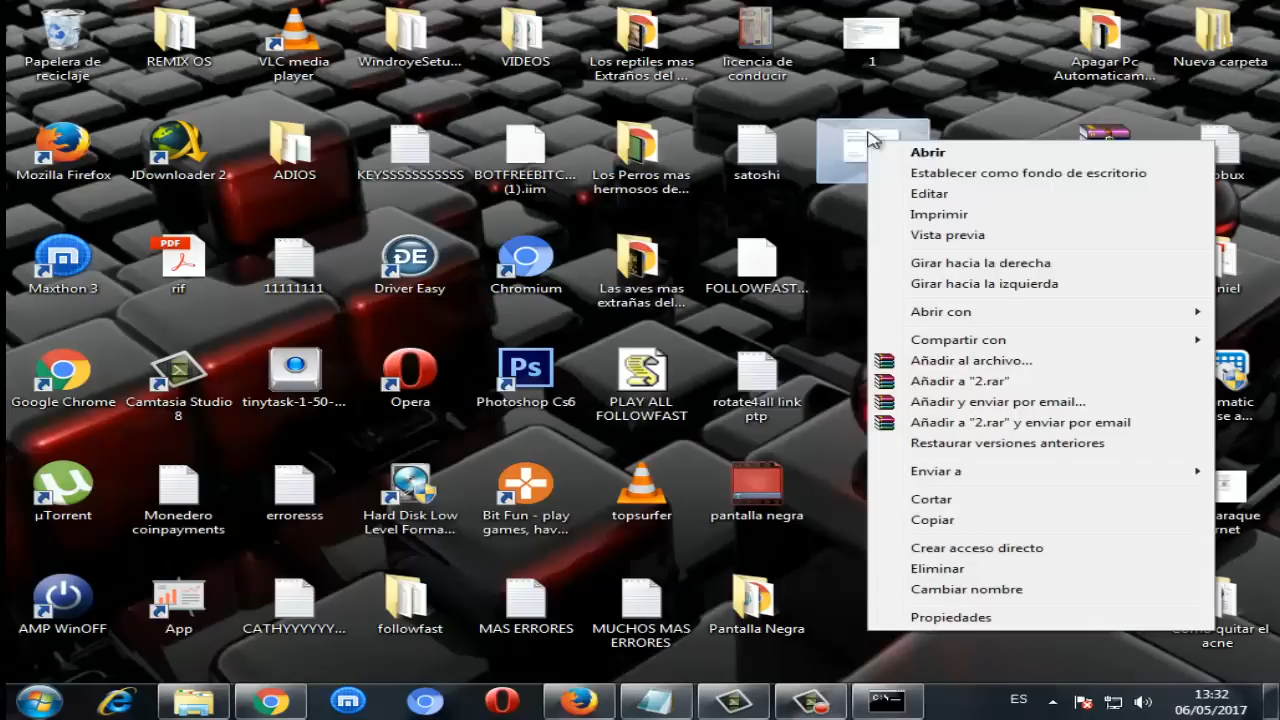 Papelera de
reciclaje
REMIX OS
VLC media
player
WindroyeSetu...
VIDEOS
Los reptiles mas
Extraños del ...
licencia de
conducir
1
Apagar Pc
Automaticam...
Nueva carpeta
Mozilla Firefox
JDownloader 2
ADIOS
KEYSSSSSSSSSS
BOTFREEBITC...
(1).iim
Los Perros mas
hermosos de...
satoshi
Maxthon 3
PDF
rif
11111111
DE
Driver Easy
Chromium
Las aves mas
extrañas del...
FOLLOWFAST...
Google Chrome
Camtasia Studio
8
tinytask-1-50-...
Opera
Ps
Photoshop Cs6
PLAY ALL
FOLLOWFAST
rotate4all link
ptp
µTorrent
Monedero
coinpayments
erroresss
Hard Disk Low
Level Forma...
Bit Fun - play
games, hav...
topsurfer
pantalla negra
AMP WinOFF
App
CATHYYYYYY...
followfast
MAS ERRORES
MUCHOS MAS
ERRORES
Pantalla Negra
Como quitar el
acne
Abrir
Establecer como fondo de escritorio
Editar
Imprimir
Vista previa
Girar hacia la derecha
Girar hacia la izquierda
Abrir con
Compartir con
Añadir al archivo...
Añadir a "2.rar"
Añadir y enviar por email...
Añadir a "2.rar" y enviar por email
Restaurar versiones anteriores
Enviar a
Cortar
Copiar
Crear acceso directo
Eliminar
Cambiar nombre
Propiedades
ES
13:32
06/05/2017